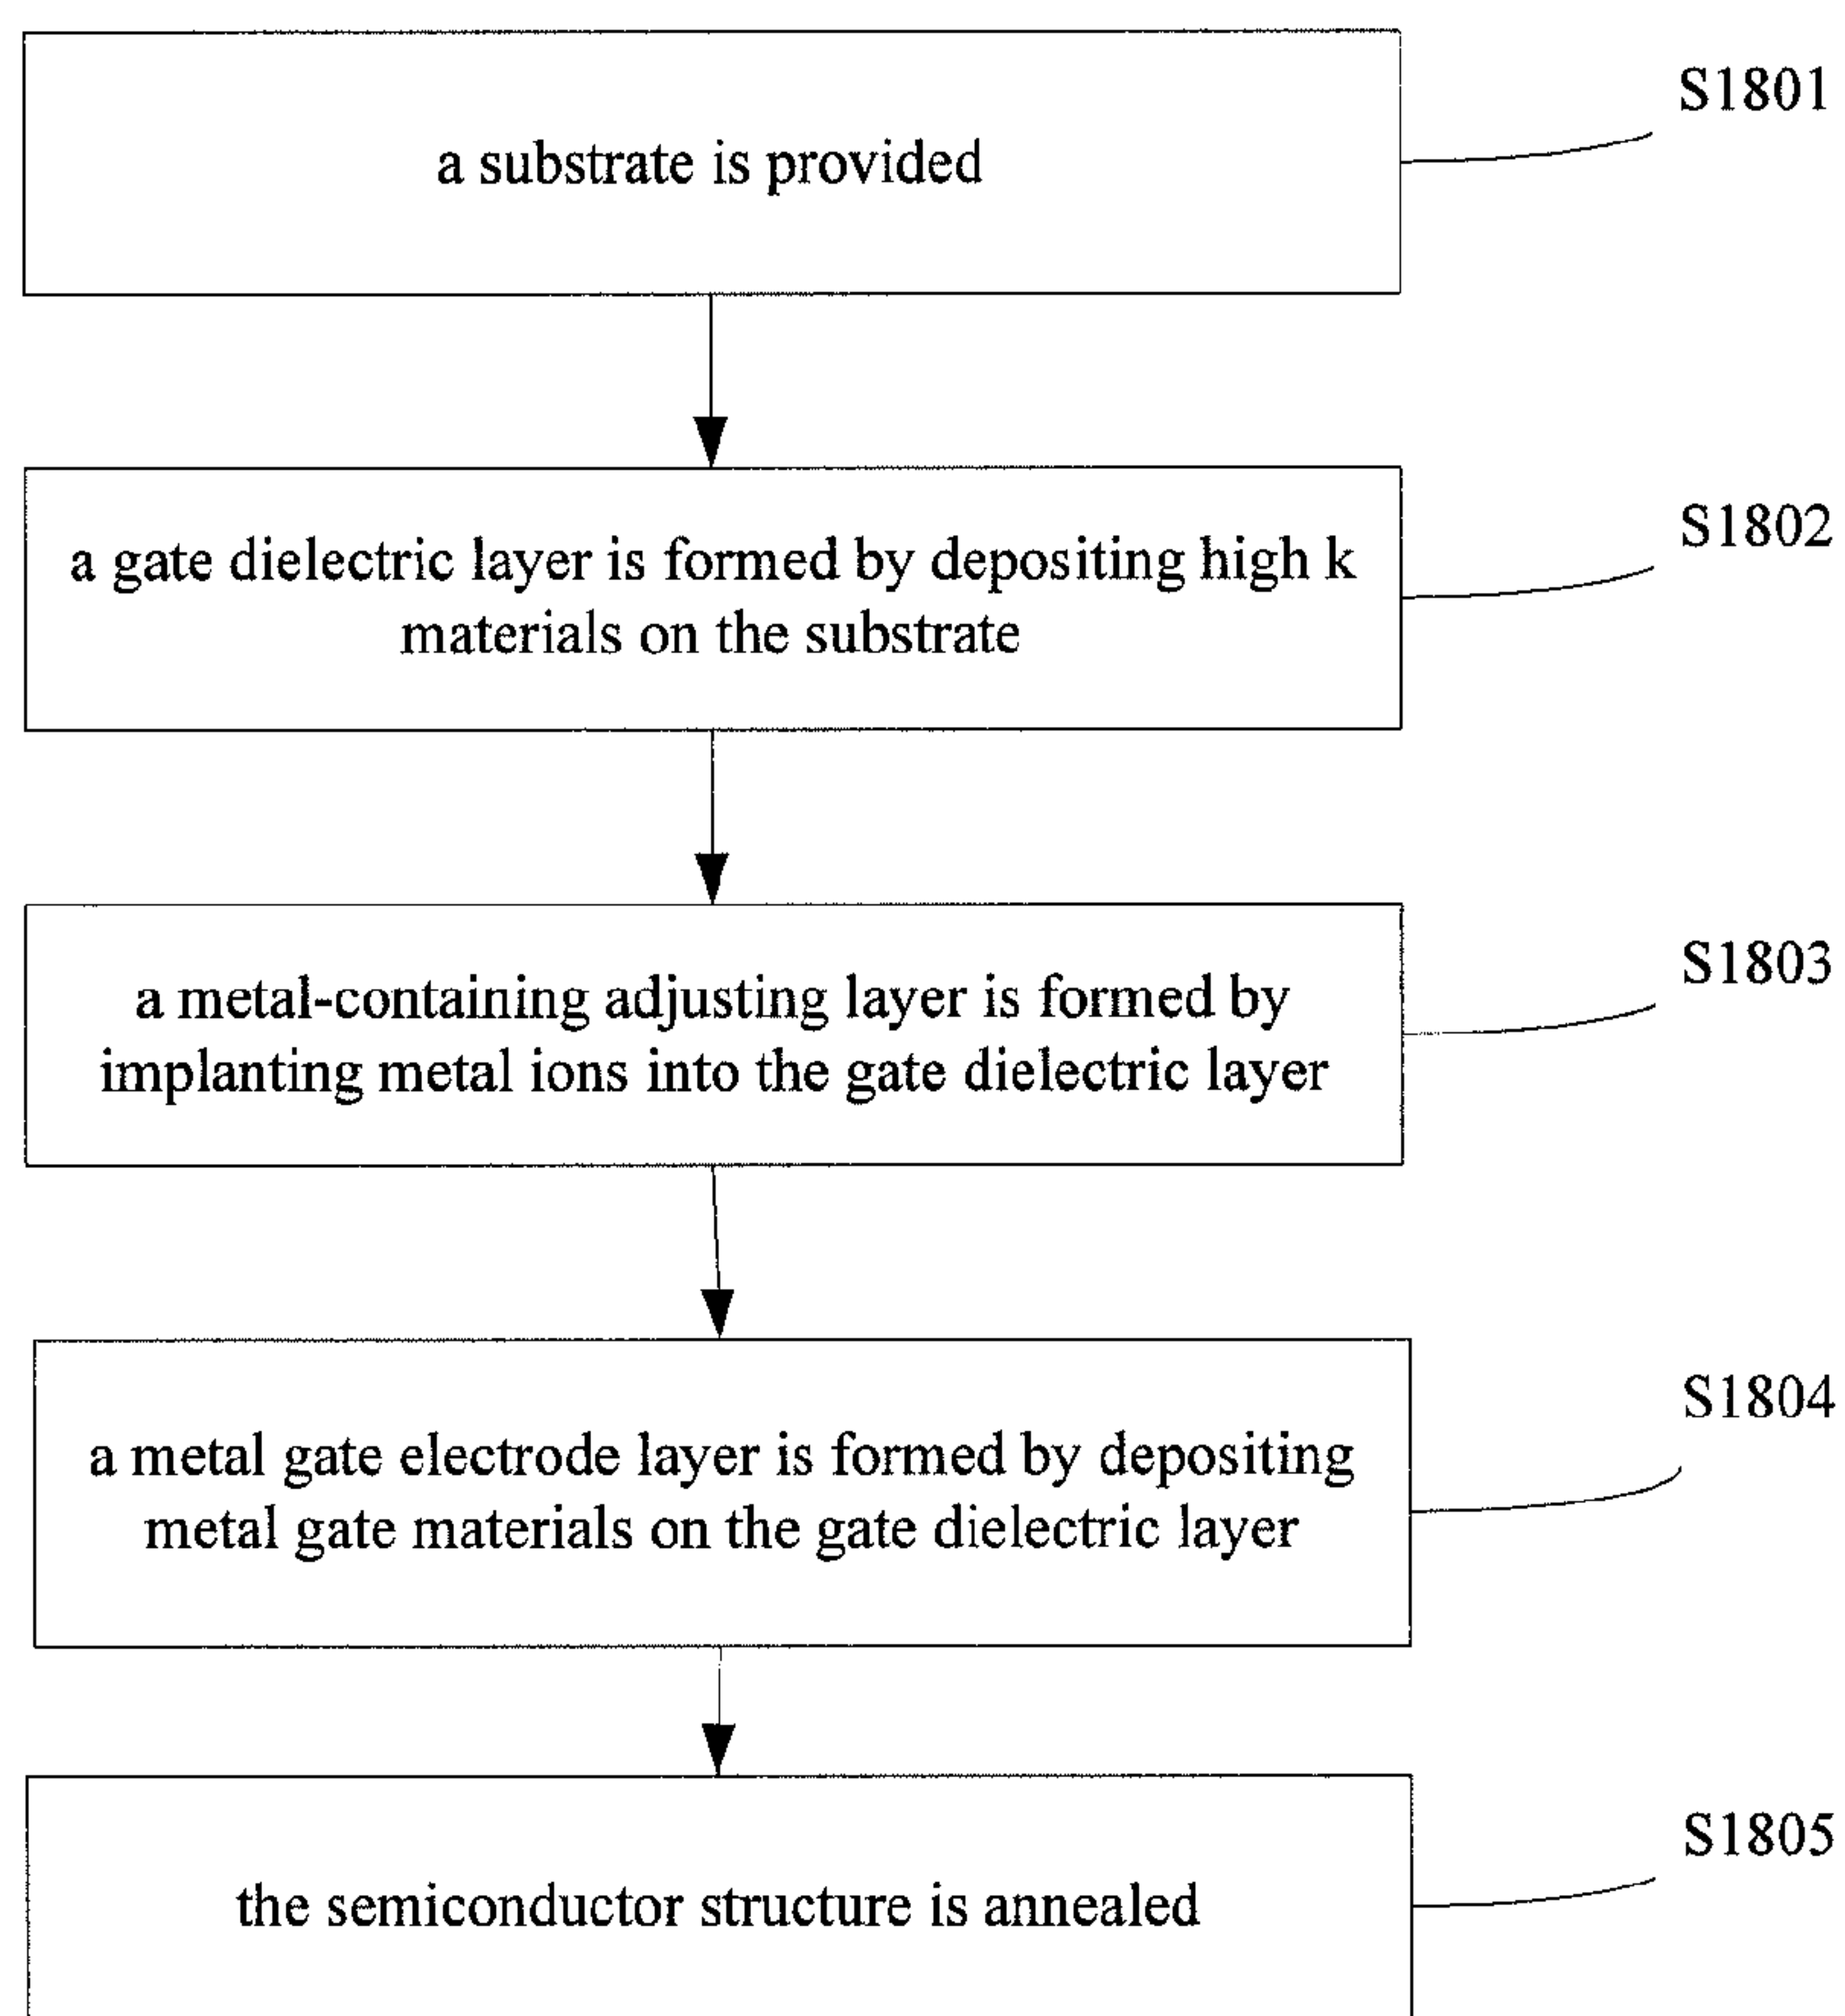 S1801
a substrate is provided
S1802
a gate dielectric layer is formed by depositing high k
materials on the substrate
S1803
a metal-containing adjusting layer is formed by
implanting metal ions into the gate dielectric layer
S1804
a metal gate electrode layer is formed by depositing
metal gate materials on the gate dielectric layer
S1805
the semiconductor structure is annealed